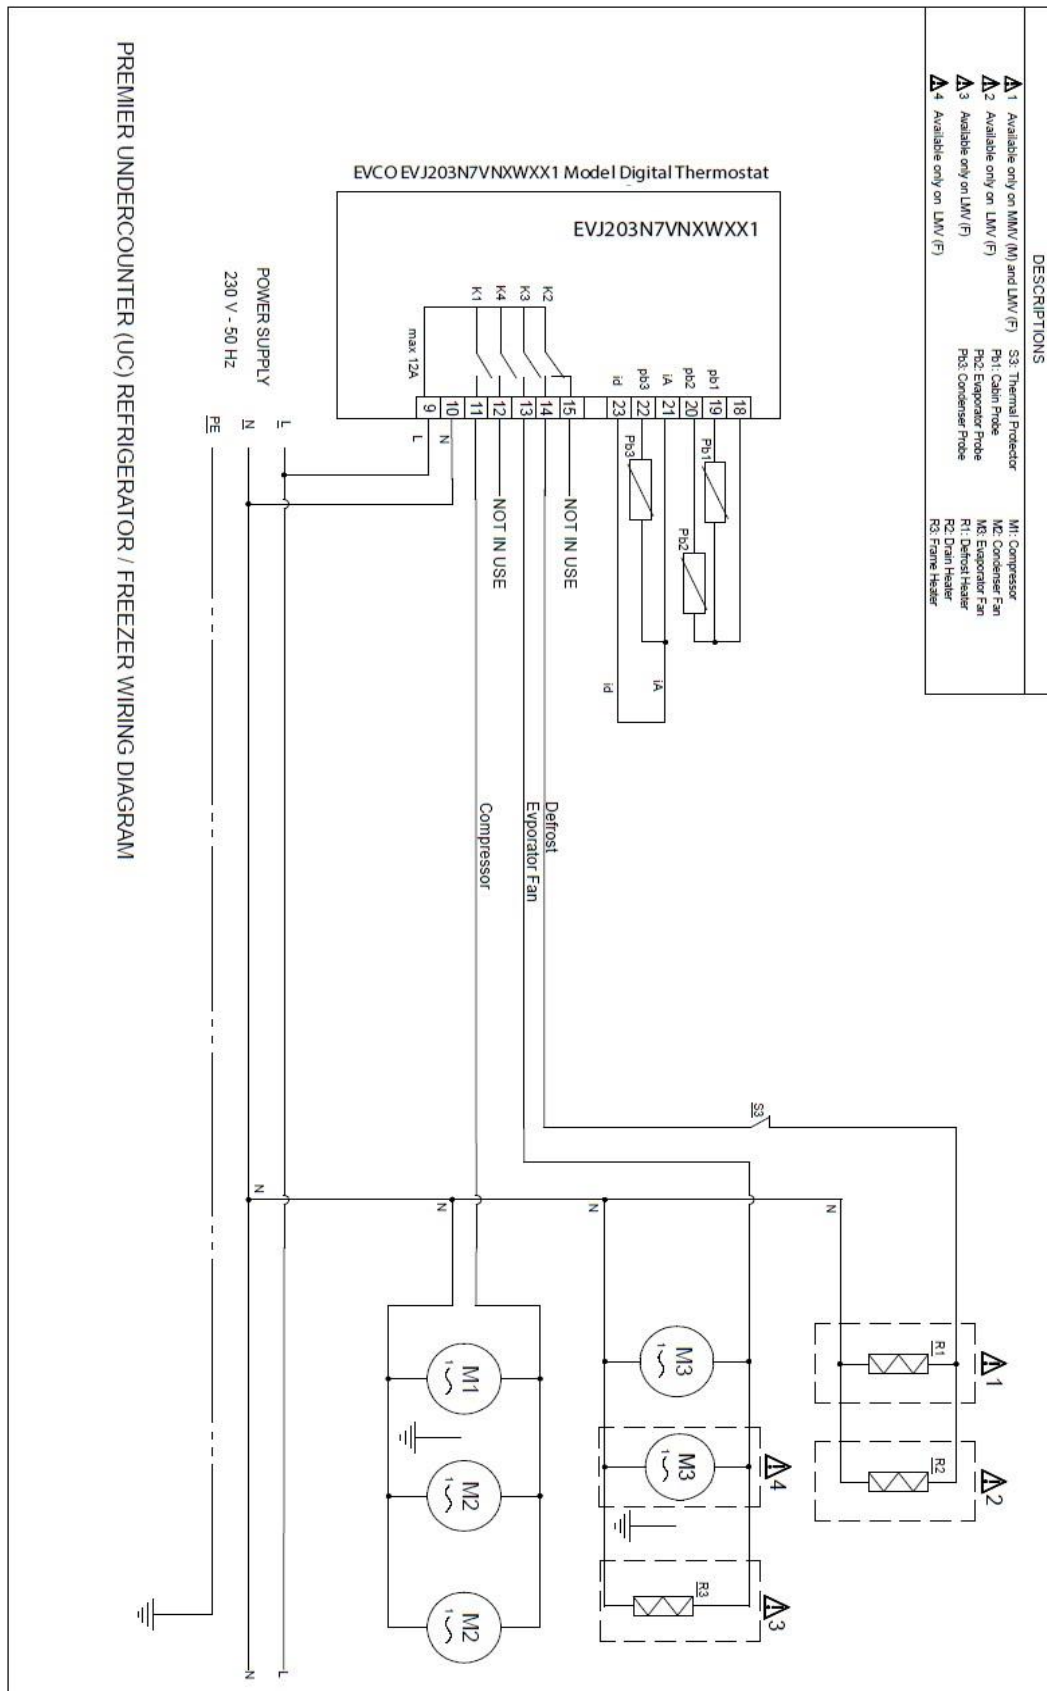 DESCRIPTIONS
1 Available only on MMV (M) and LMV (F)
2 Available only on LMV (F)
3 Available only on LMV (F)
4 Available only on LMV (F)
S3: Thermal Protector
Pb1: Cabin Probe
Pb2: Evaporator Probe
Pb3: Condenser Probe
M1: Compressor
M2: Condenser Fan
M3: Evaporator Fan
R1: Defrost Heater
R2: Drain Heater
R3: Frame Heater
EVCO EVJ203N7VNXWXX1 Model Digital Thermostat
EVJ203N7VNXWXX1
K1
K4
K3
K2
max 12A
id
pb3
iA
pb2
pb1
9
10
11
12
13
14
15
23
22
21
20
19
18
L
N
NOT IN USE
NOT IN USE
Pb3
Pb1
Pb2
id
iA
POWER SUPPLY
230 V - 50 Hz
L
N
PE
Defrost
Evporator Fan
Compressor
S3
N
N
N
N
R1
1
R2
2
M3
1
M3
1
4
R3
3
M1
1
M2
1
M2
1
N
L
PREMIER UNDERCOUNTER (UC) REFRIGERATOR / FREEZER WIRING DIAGRAM